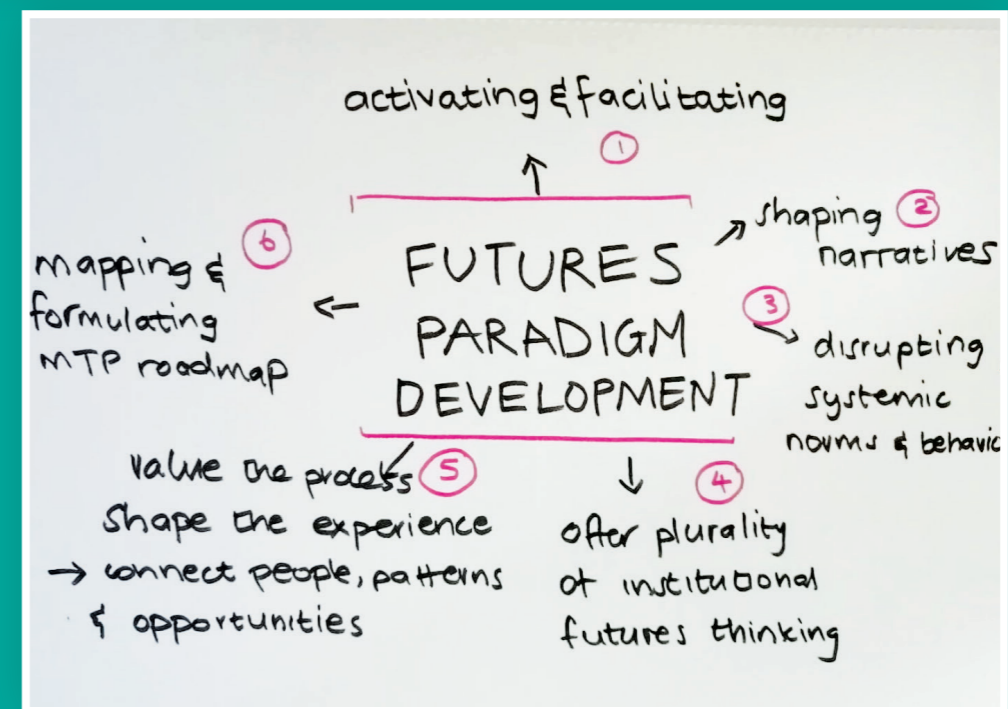 activating & facilitating
①
FUTURES
PARADIGM
DEVELOPMENT
shaping ②
narratives
③
disrupting
systemic
norms & behavic
④
offer plurality
of institutional
futures thinking
value the process ⑤
shape the experience
→ connect people, patterns
& opportunities
⑥
mapping &
formulating
MTP roadmap